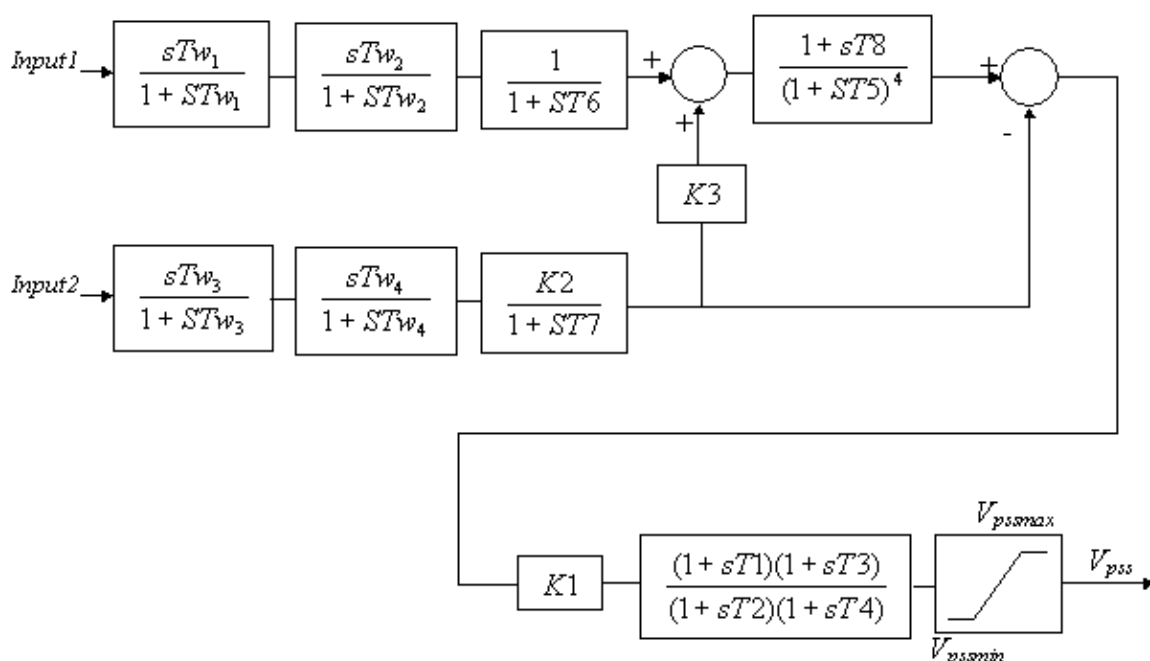 Input1
sTw₁
1 + STw₁
sTw₂
1 + STw₂
1
1 + ST6
+
+
1 + sT8
(1 + ST5)⁴
+
-
K3
Input2
sTw₃
1 + STw₃
sTw₄
1 + STw₄
K2
1 + ST7
K1
(1 + sT1)(1 + sT3)
(1 + sT2)(1 + sT4)
Vpssmax
Vpssmin
Vpss